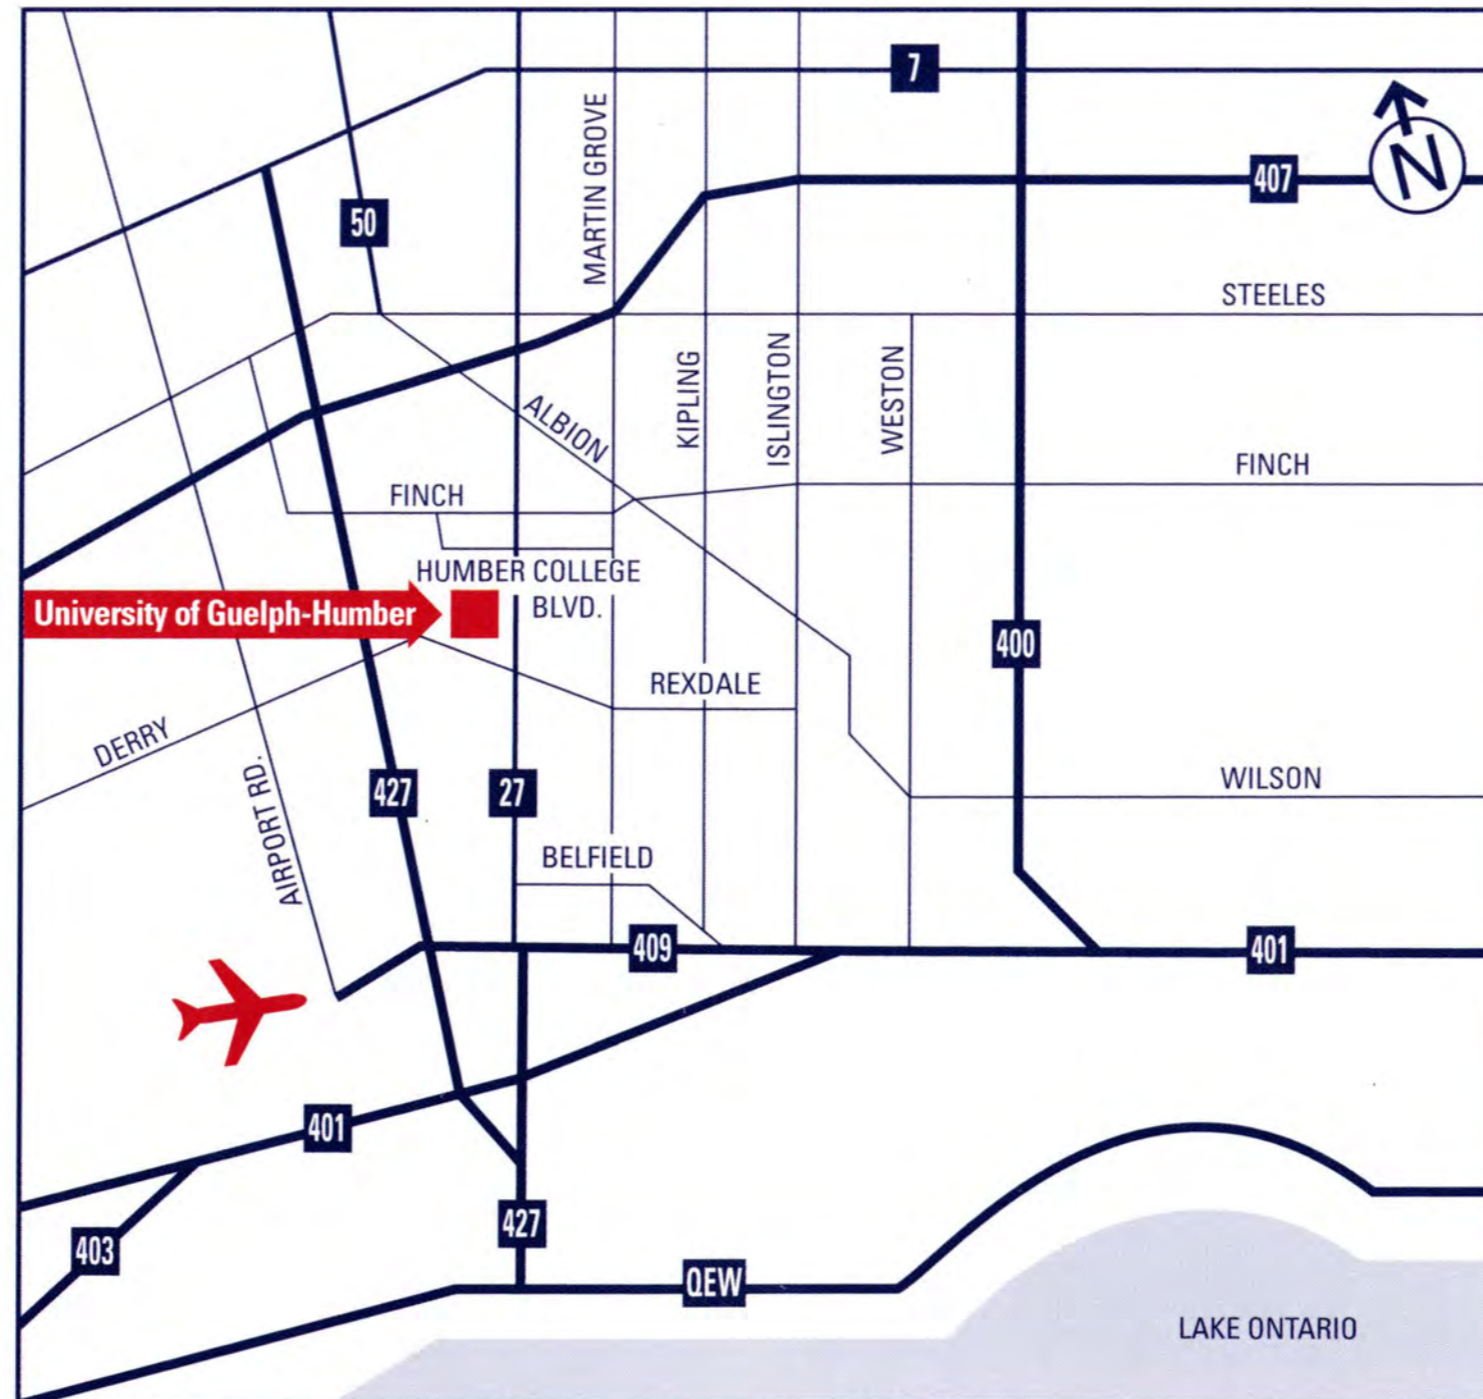 7
MARTIN GROVE
N
407
50
STEELES
ALBION
KIPLING
ISLINGTON
WESTON
FINCH
FINCH
HUMBER COLLEGE
BLVD.
University of Guelph-Humber
400
REXDALE
DERRY
AIRPORT RD.
427
27
WILSON
BELFIELD
409
401
401
403
427
QEW
LAKE ONTARIO